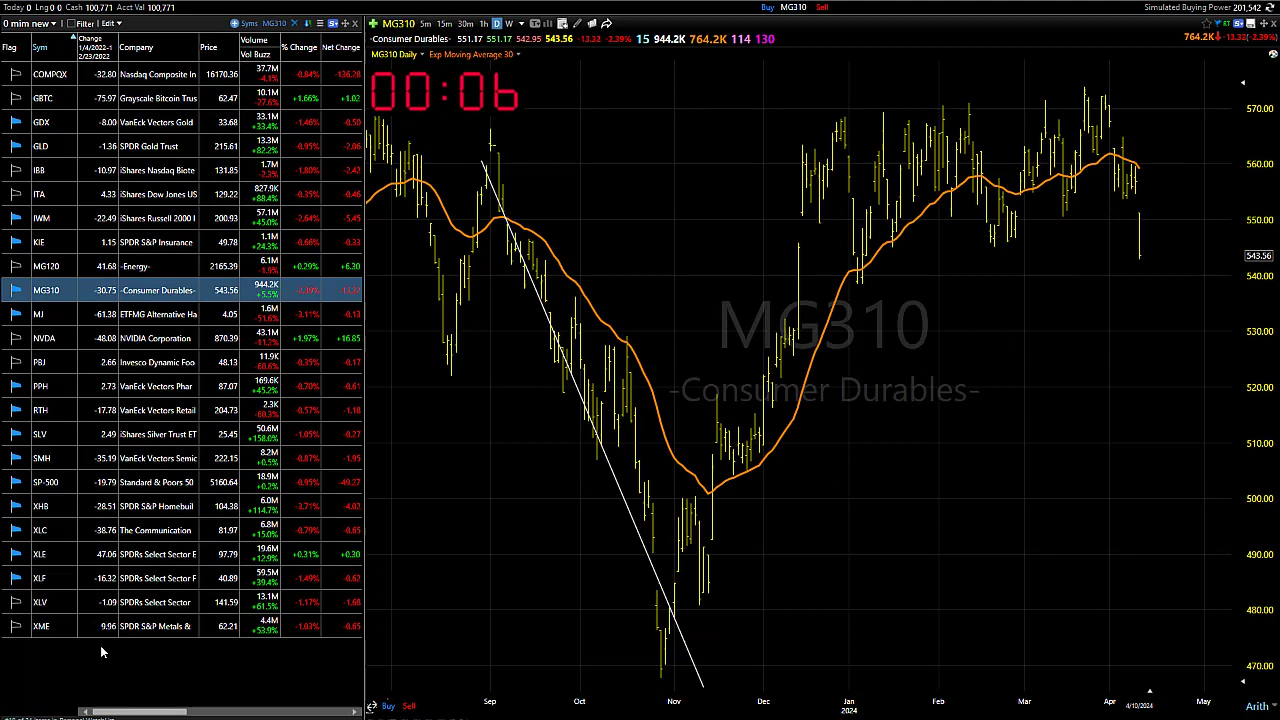 Today 0 Lng 0 Cash 100,771 Acct Val 100,771 Buy MG310 Sell Simulated Buying Power 201,542
0 min new Filter Edit Syms MG310
MG310 5m 15m 30m 1h D W
Flag Sym Change 1/4/2022-1 2/23/2022 Company Price Volume Vol Buzz % Change Net Change
-Consumer Durables- 551.17 551.17 542.95 543.56 -13.32 -2.39% 15 944.2K 764.2K 114 130
764.2K -13.32(-2.39%)
MG310 Daily Exp Moving Average 30
00:06
COMPQX -32.80 Nasdaq Composite In 16170.36 37.7M -4.1% -0.84% -136.28
GBTC -75.97 Grayscale Bitcoin Trus 62.47 10.1M -27.6% +1.66% +1.02
GDX -8.00 VanEck Vectors Gold 33.68 33.1M +33.4% -1.46% -0.50
GLD -1.36 SPDR Gold Trust 215.61 13.3M +82.2% -0.95% -2.06
IBB -10.97 iShares Nasdaq Biote 131.85 1.7M -2.3% -1.80% -2.42
ITA 4.33 iShares Dow Jones US 129.22 827.9K +88.4% -0.35% -0.46
IWM -22.49 iShares Russell 2000 I 200.93 57.1M +45.0% -2.64% -5.45
KIE 1.15 SPDR S&P Insurance 49.78 1.1M +24.3% -0.66% -0.33
MG120 41.68 -Energy- 2165.39 6.1M -1.9% +0.29% +6.30
MG310 -30.75 -Consumer Durables- 543.56 944.2K +5.5% -2.39% -13.32
MJ -61.38 ETFMG Alternative Ha 4.05 1.6M -51.6% -3.11% -0.13
NVDA -48.08 NVIDIA Corporation 870.39 43.1M -11.2% +1.97% +16.85
PBJ 2.66 Invesco Dynamic Foo 48.13 11.9K -60.6% -0.35% -0.17
PPH 2.73 VanEck Vectors Phar 87.07 169.6K +45.2% -0.70% -0.61
RTH -17.78 VanEck Vectors Retail 204.73 2.3K -60.3% -0.57% -1.18
SLV 2.49 iShares Silver Trust ET 25.45 50.6M +158.0% -1.05% -0.27
SMH -35.19 VanEck Vectors Semic 222.15 8.2M +0.5% -0.87% -1.95
SP-500 -19.79 Standard & Poors 50 5160.64 18.9M +0.2% -0.95% -49.27
XHB -28.51 SPDR S&P Homebuil 104.38 6.0M +114.7% -3.71% -4.02
XLC -38.76 The Communication 81.97 6.8M +15.0% -0.79% -0.65
XLE 47.06 SPDRs Select Sector E 97.79 19.6M +12.9% +0.31% +0.30
XLF -16.32 SPDRs Select Sector F 40.89 59.5M +39.4% -1.49% -0.62
XLV -1.09 SPDRs Select Sector 141.59 13.1M +61.5% -1.17% -1.68
XME 9.96 SPDR S&P Metals & 62.21 4.4M +53.9% -1.03% -0.65
MG310
-Consumer Durables-
570.00
560.00
550.00
543.56
540.00
530.00
520.00
510.00
500.00
490.00
480.00
470.00
Sep Oct Nov Dec Jan Feb Mar Apr May
2024 4/10/2024
Buy Sell Arith